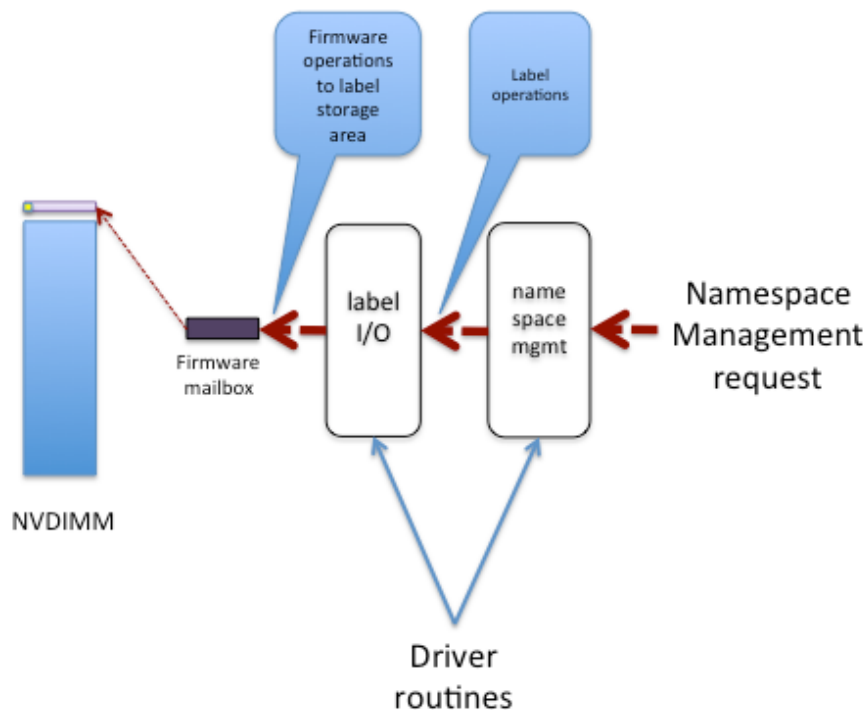 Firmware
operations
to label
storage
area
Label
operations
label
I/O
name
space
mgmt
Namespace
Management
request
Firmware
mailbox
NVDIMM
Driver
routines